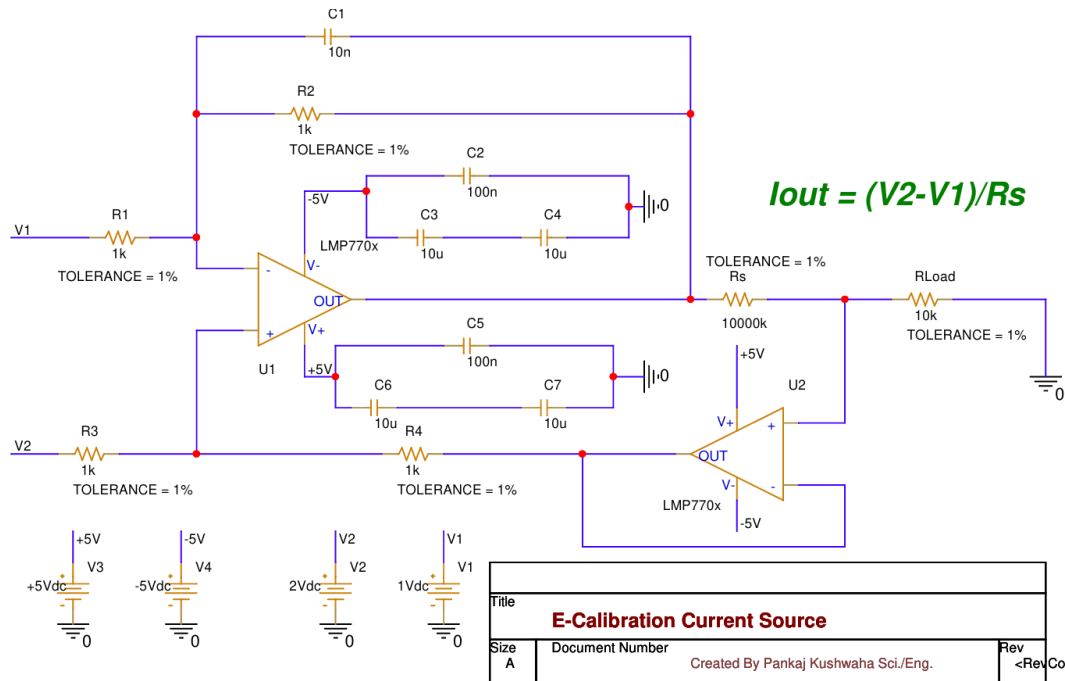 C1
10n
R2
1k
TOLERANCE = 1%
C2
100n
-5V
0
C3
C4
10u
10u
Iout = (V2-V1)/Rs
V1
R1
1k
TOLERANCE = 1%
LMP770x
V-
-
OUT
+
V+
U1
+5V
TOLERANCE = 1%
Rs
10000k
RLoad
10k
TOLERANCE = 1%
0
C5
100n
0
C6
C7
10u
10u
+5V
U2
V+
+
OUT
V-
-
LMP770x
-5V
V2
R3
1k
TOLERANCE = 1%
R4
1k
TOLERANCE = 1%
+5V
V3
+5Vdc
+
-
0
-5V
V4
-5Vdc
+
-
0
V2
V2
2Vdc
+
-
0
V1
V1
1Vdc
+
-
0
Title
E-Calibration Current Source
Size
A
Document Number
Created By Pankaj Kushwaha Sci./Eng.
Rev
<RevCo